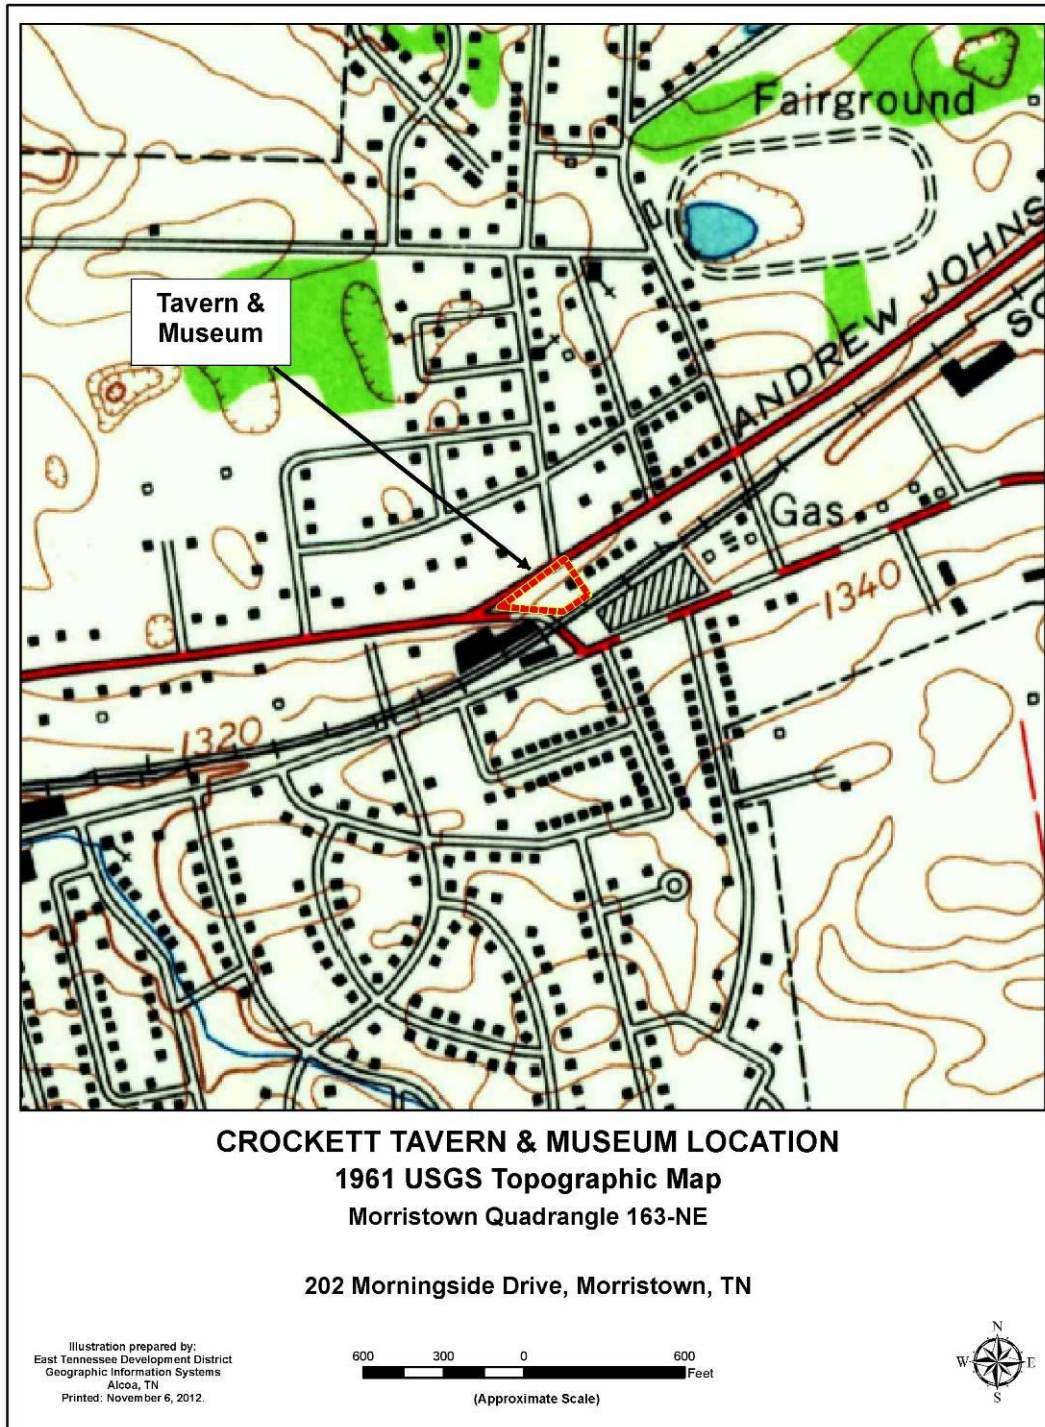 Fairground
ANDREW JOHNS
SO
Tavern &
Museum
Gas
1340
1320
CROCKETT TAVERN & MUSEUM LOCATION
1961 USGS Topographic Map
Morristown Quadrangle 163-NE
202 Morningside Drive, Morristown, TN
Illustration prepared by:
East Tennessee Development District
Geographic Information Systems
Alcoa, TN
Printed: November 6, 2012.
600 300 0 600
Feet
(Approximate Scale)
N
W E
S